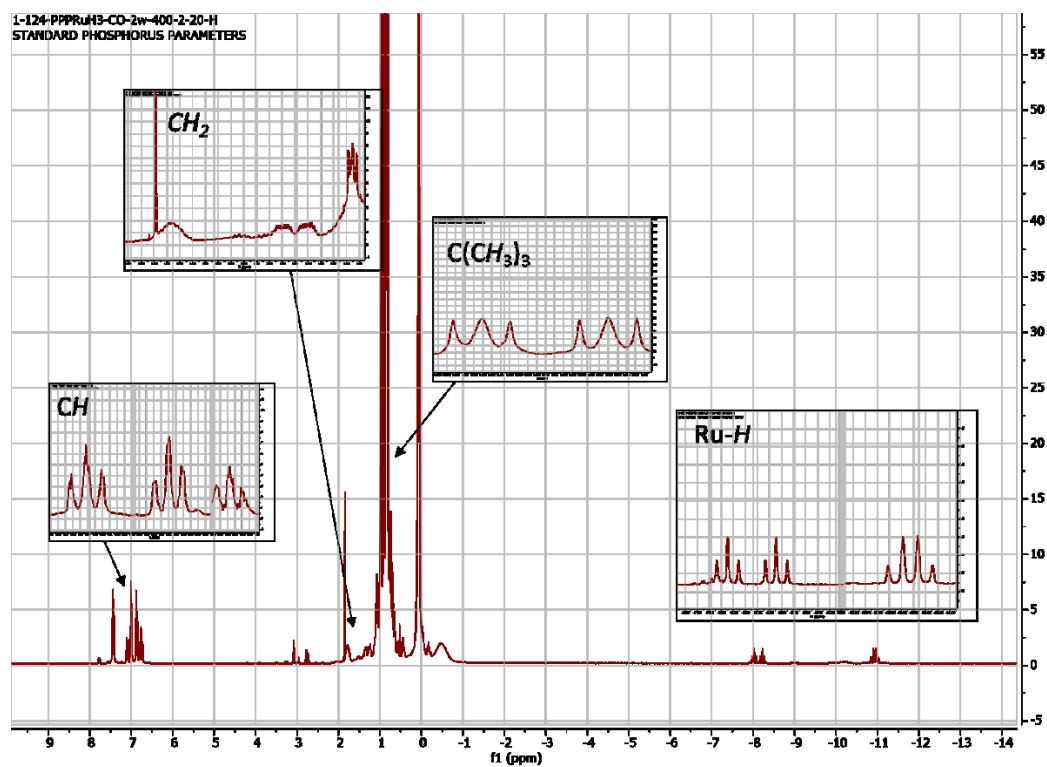 1-124-PPPRuH3-CO-2w-400-2-20-H
STANDARD PHOSPHORUS PARAMETERS
CH₂
C(CH₃)₃
CH
Ru-H
55
50
45
40
35
30
25
20
15
10
5
0
-5
9 8 7 6 5 4 3 2 1 0 -1 -2 -3 -4 -5 -6 -7 -8 -9 -10 -11 -12 -13 -14
f1 (ppm)